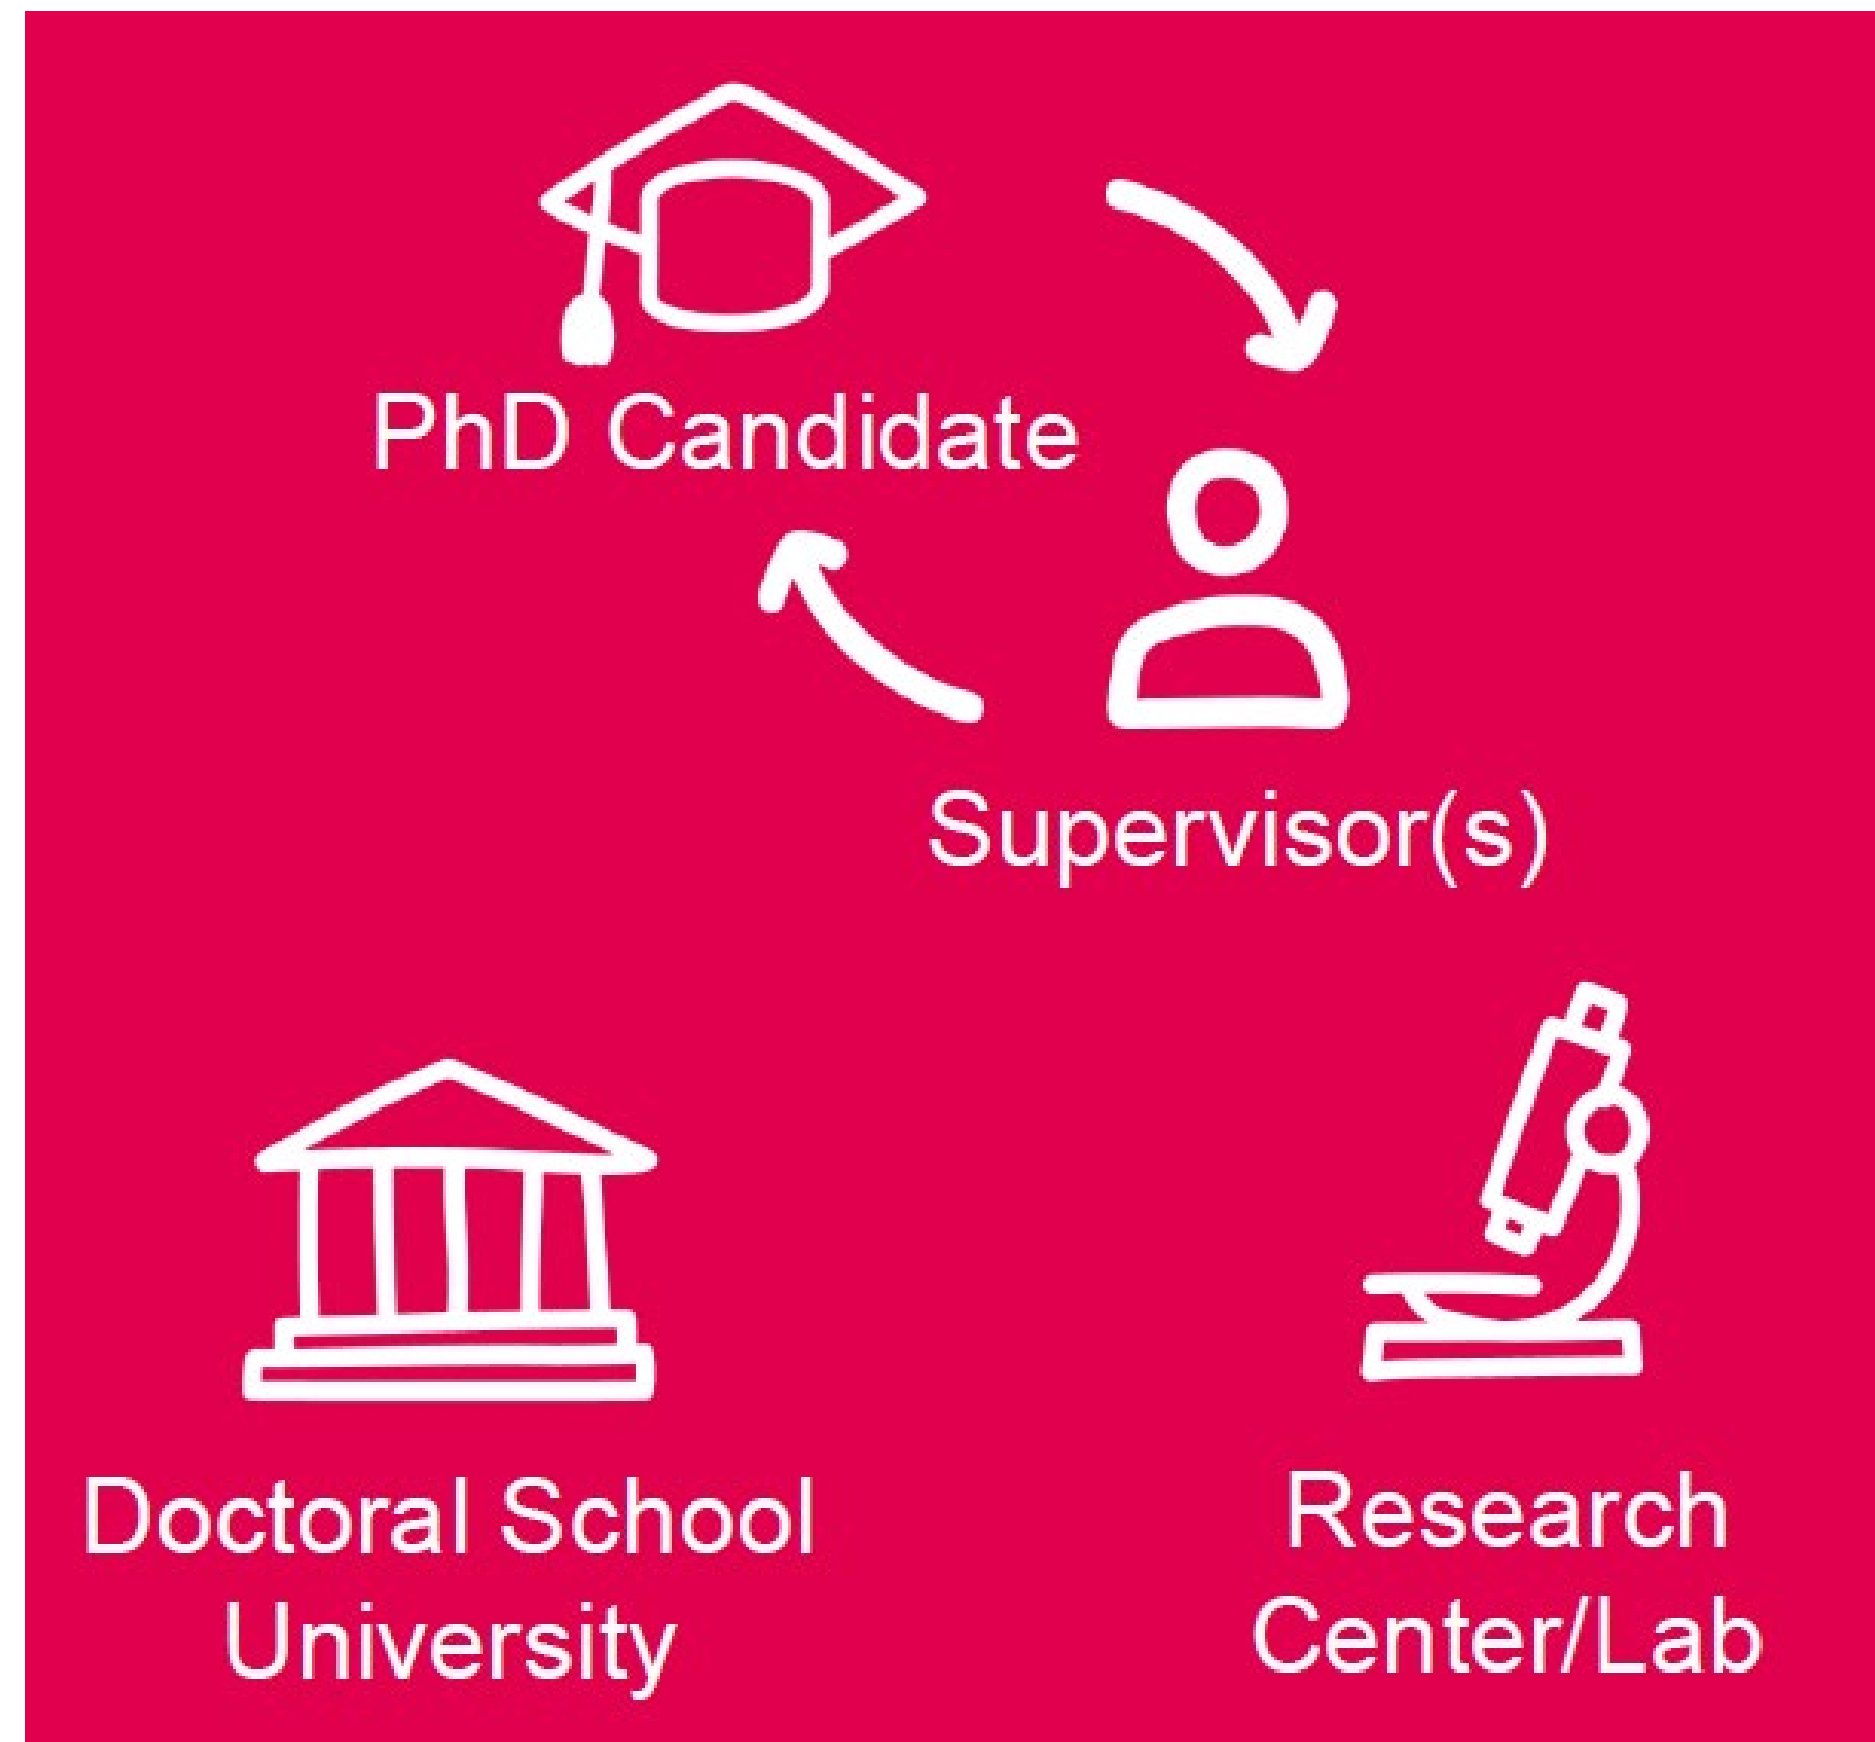 PhD Candidate
Supervisor(s)
Doctoral School
University
Research
Center/Lab